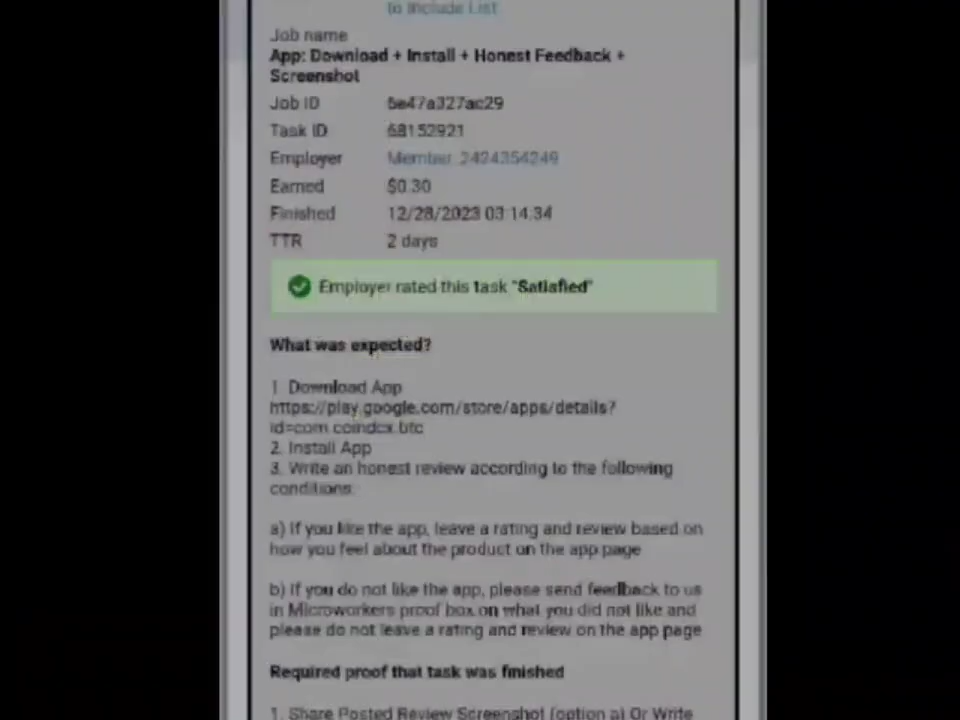 to Include List
Job name
App: Download + Install + Honest Feedback +
Screenshot
Job ID 6e47a327ac29
Task ID 68152921
Employer Member_2424354249
Earned $0.30
Finished 12/28/2023 03:14:34
TTR 2 days
Employer rated this task "Satisfied"
What was expected?
1. Download App
https://play.google.com/store/apps/details?
id=com.coindcx.btc
2. Install App
3. Write an honest review according to the following
conditions:
a) If you like the app, leave a rating and review based on
how you feel about the product on the app page
b) If you do not like the app, please send feedback to us
in Microworkers proof box on what you did not like and
please do not leave a rating and review on the app page
Required proof that task was finished
1. Share Posted Review Screenshot (option a) Or Write